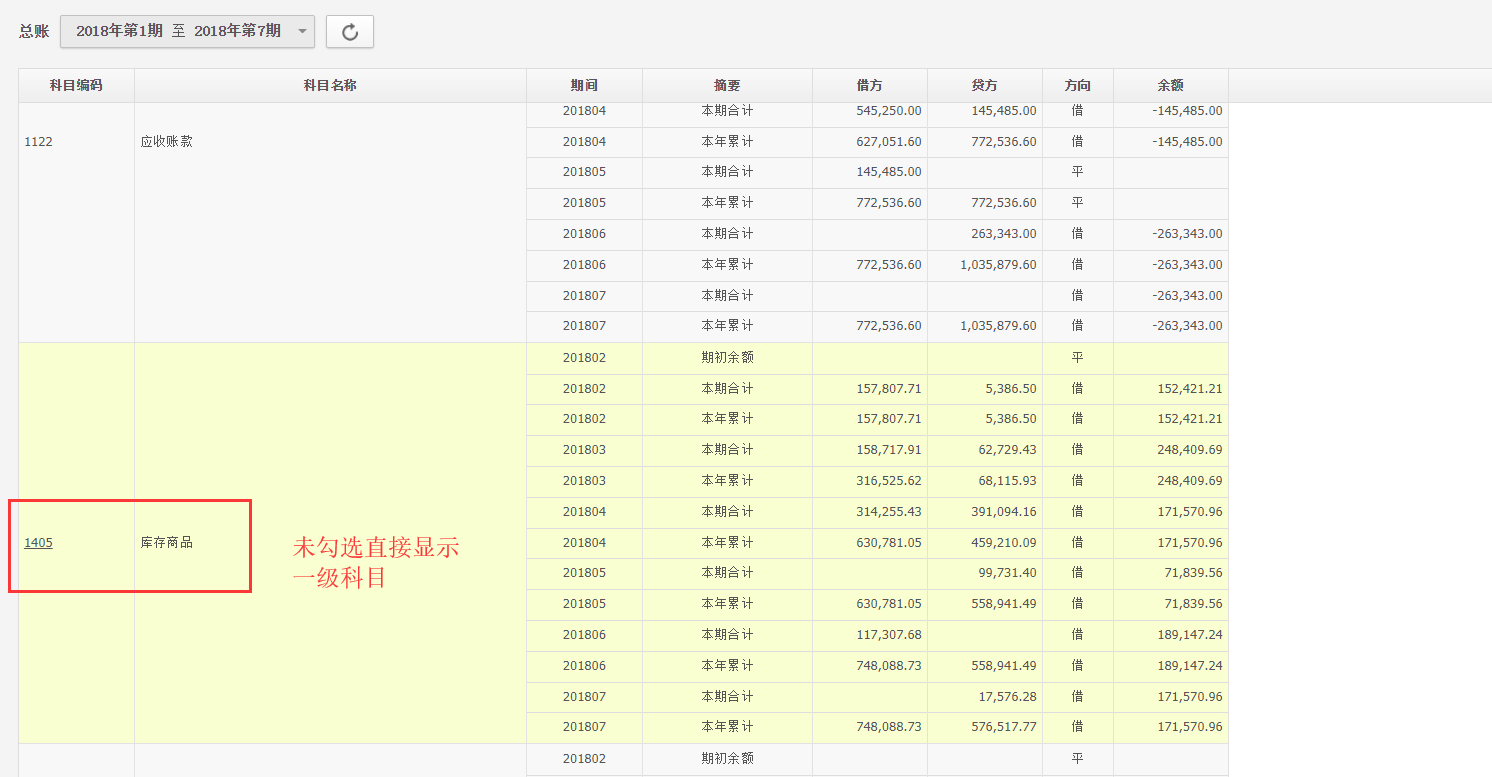 总账 2018年第1期 至 2018年第7期
科目编码 科目名称 期间 摘要 借方 贷方 方向 余额
201804 本期合计 545,250.00 145,485.00 借 -145,485.00
1122 应收账款 201804 本年累计 627,051.60 772,536.60 借 -145,485.00
201805 本期合计 145,485.00 平
201805 本年累计 772,536.60 772,536.60 平
201806 本期合计 263,343.00 借 -263,343.00
201806 本年累计 772,536.60 1,035,879.60 借 -263,343.00
201807 本期合计 借 -263,343.00
201807 本年累计 772,536.60 1,035,879.60 借 -263,343.00
201802 期初余额 平
201802 本期合计 157,807.71 5,386.50 借 152,421.21
201802 本年累计 157,807.71 5,386.50 借 152,421.21
201803 本期合计 158,717.91 62,729.43 借 248,409.69
201803 本年累计 316,525.62 68,115.93 借 248,409.69
201804 本期合计 314,255.43 391,094.16 借 171,570.96
1405 库存商品 201804 本年累计 630,781.05 459,210.09 借 171,570.96
未勾选直接显示
一级科目
201805 本期合计 99,731.40 借 71,839.56
201805 本年累计 630,781.05 558,941.49 借 71,839.56
201806 本期合计 117,307.68 借 189,147.24
201806 本年累计 748,088.73 558,941.49 借 189,147.24
201807 本期合计 17,576.28 借 171,570.96
201807 本年累计 748,088.73 576,517.77 借 171,570.96
201802 期初余额 平